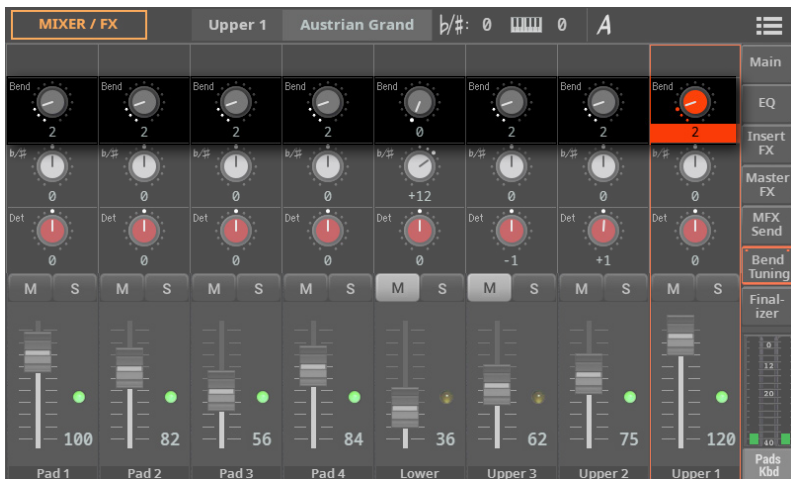 MIXER / FX
Upper 1
Austrian Grand
b/#: 0
0
A
Main
EQ
Insert
FX
Master
FX
MFX
Send
Bend
Tuning
Final-
izer
Bend Bend Bend Bend Bend Bend Bend Bend
2 2 2 2 0 2 2 2
b/# b/# b/# b/# b/# b/# b/# b/#
0 0 0 0 +12 0 0 0
Det Det Det Det Det Det Det Det
0 0 0 0 0 -1 +1 0
M S M S M S M S M S M S M S M S
100 82 56 84 36 62 75 120
Pad 1 Pad 2 Pad 3 Pad 4 Lower Upper 3 Upper 2 Upper 1
0
12
20
40
Pads
Kbd